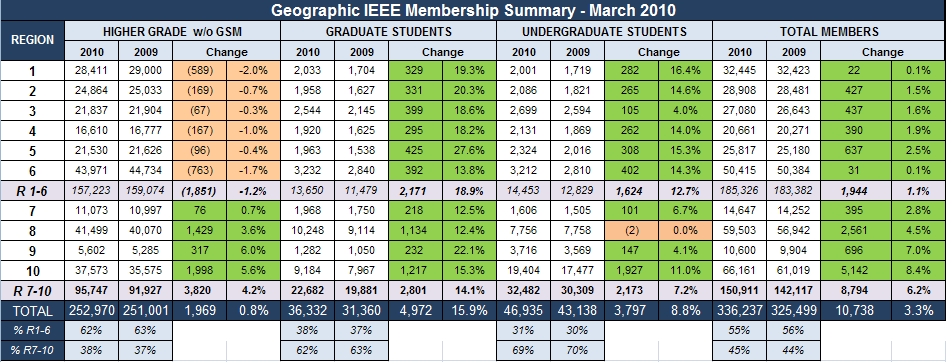 Geographic IEEE Membership Summary - March 2010
REGION HIGHER GRADE w/o GSM GRADUATE STUDENTS UNDERGRADUATE STUDENTS TOTAL MEMBERS
2010 2009 Change 2010 2009 Change 2010 2009 Change 2010 2009 Change
1 28,411 29,000 (589) -2.0% 2,033 1,704 329 19.3% 2,001 1,719 282 16.4% 32,445 32,423 22 0.1%
2 24,864 25,033 (169) -0.7% 1,958 1,627 331 20.3% 2,086 1,821 265 14.6% 28,908 28,481 427 1.5%
3 21,837 21,904 (67) -0.3% 2,544 2,145 399 18.6% 2,699 2,594 105 4.0% 27,080 26,643 437 1.6%
4 16,610 16,777 (167) -1.0% 1,920 1,625 295 18.2% 2,131 1,869 262 14.0% 20,661 20,271 390 1.9%
5 21,530 21,626 (96) -0.4% 1,963 1,538 425 27.6% 2,324 2,016 308 15.3% 25,817 25,180 637 2.5%
6 43,971 44,734 (763) -1.7% 3,232 2,840 392 13.8% 3,212 2,810 402 14.3% 50,415 50,384 31 0.1%
R 1-6 157,223 159,074 (1,851) -1.2% 13,650 11,479 2,171 18.9% 14,453 12,829 1,624 12.7% 185,326 183,382 1,944 1.1%
7 11,073 10,997 76 0.7% 1,968 1,750 218 12.5% 1,606 1,505 101 6.7% 14,647 14,252 395 2.8%
8 41,499 40,070 1,429 3.6% 10,248 9,114 1,134 12.4% 7,756 7,758 (2) 0.0% 59,503 56,942 2,561 4.5%
9 5,602 5,285 317 6.0% 1,282 1,050 232 22.1% 3,716 3,569 147 4.1% 10,600 9,904 696 7.0%
10 37,573 35,575 1,998 5.6% 9,184 7,967 1,217 15.3% 19,404 17,477 1,927 11.0% 66,161 61,019 5,142 8.4%
R 7-10 95,747 91,927 3,820 4.2% 22,682 19,881 2,801 14.1% 32,482 30,309 2,173 7.2% 150,911 142,117 8,794 6.2%
TOTAL 252,970 251,001 1,969 0.8% 36,332 31,360 4,972 15.9% 46,935 43,138 3,797 8.8% 336,237 325,499 10,738 3.3%
% R1-6 62% 63% 38% 37% 31% 30% 55% 56%
% R7-10 38% 37% 62% 63% 69% 70% 45% 44%